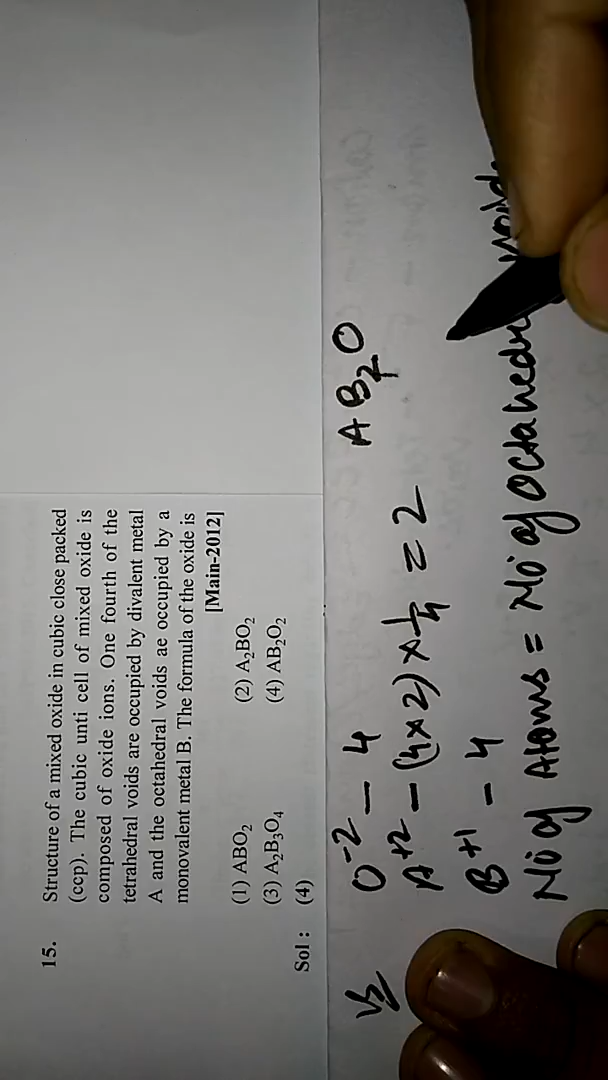 15. Structure of a mixed oxide in cubic close packed
(ccp). The cubic unti cell of mixed oxide is
composed of oxide ions. One fourth of the
tetrahedral voids are occupied by divalent metal
A and the octahedral voids ae occupied by a
monovalent metal B. The formula of the oxide is
[Main-2012]
(1) ABO₂ (2) A₂BO₂
(3) A₂B₃O₄ (4) AB₂O₂
Sol : (4)
O⁻² – 4
A⁺² – (4×2) × 1/4 = 2 AB₂O
B⁺¹ – 4
No of Atoms = No of octahedral voids